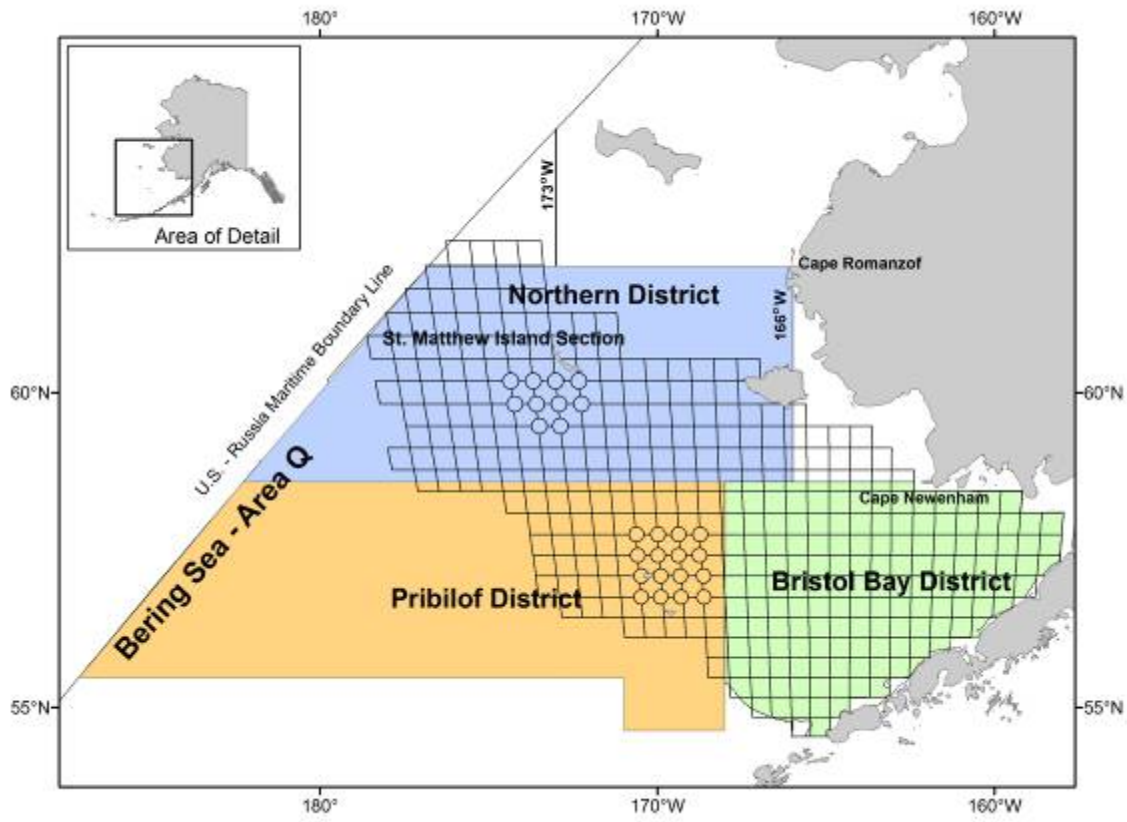 180°
170°W
160°W
Area of Detail
173°W
Cape Romanzof
Northern District
166°W
U.S. - Russia Maritime Boundary Line
St. Matthew Island Section
60°N
60°N
Bering Sea - Area Q
Cape Newenham
Pribilof District
Bristol Bay District
55°N
55°N
180°
170°W
160°W